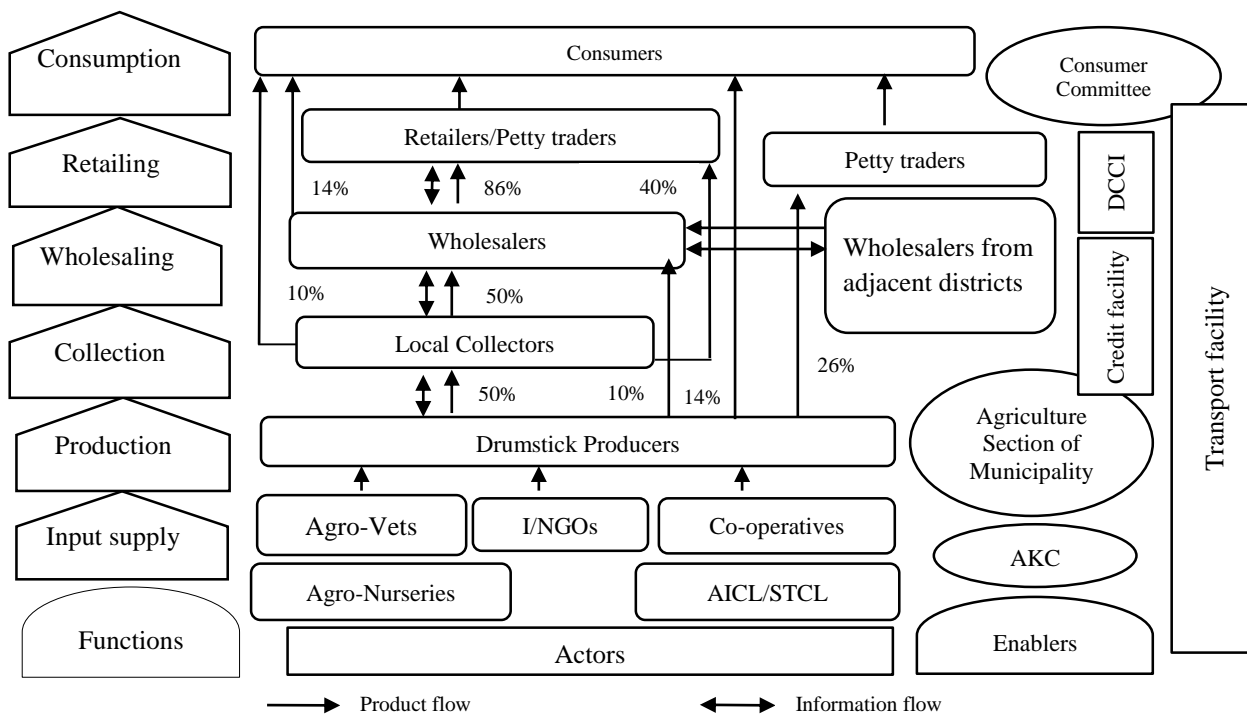 Consumption
Consumers
Consumer
Committee
Retailing
Retailers/Petty traders
Petty traders
DCCI
14%
86%
40%
Wholesaling
Wholesalers
Wholesalers from
adjacent districts
Credit facility
Transport facility
10%
50%
Collection
Local Collectors
50%
10%
14%
26%
Production
Drumstick Producers
Agriculture
Section of
Municipality
Input supply
Agro-Vets
I/NGOs
Co-operatives
AKC
Agro-Nurseries
AICL/STCL
Functions
Actors
Enablers
Product flow
Information flow